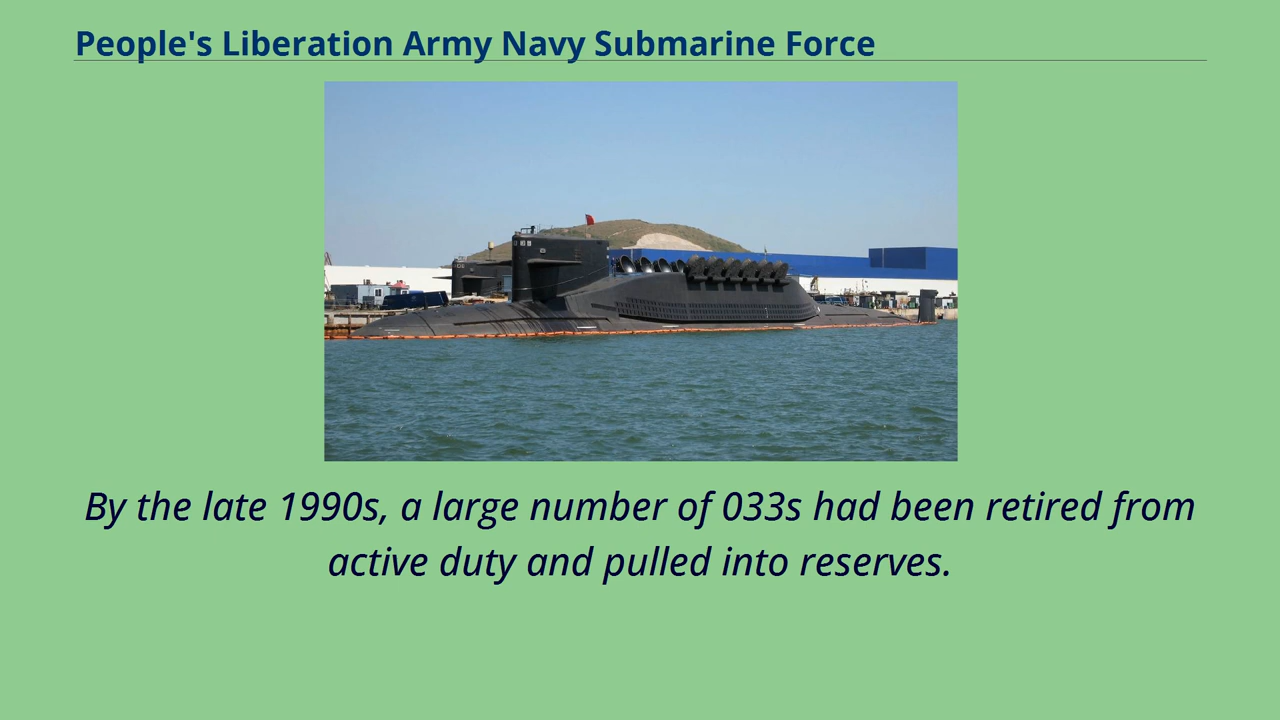 People's Liberation Army Navy Submarine Force
By the late 1990s, a large number of 033s had been retired from
active duty and pulled into reserves.